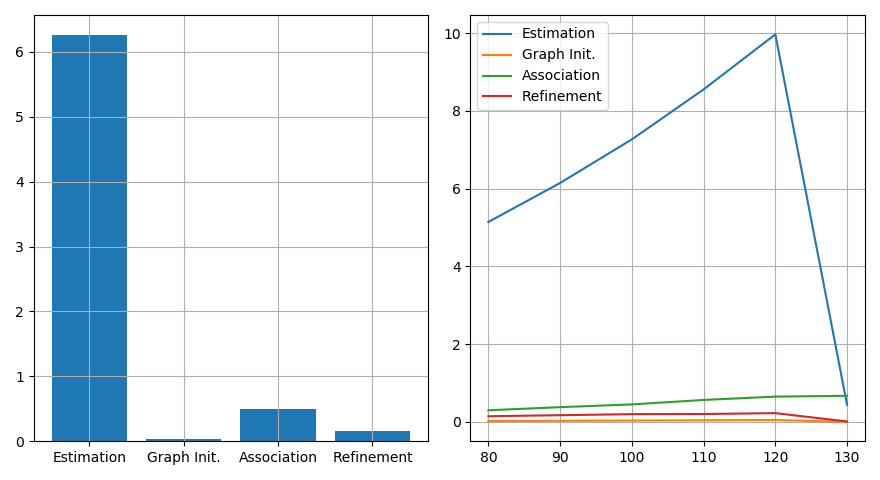 6
5
4
3
2
1
0
Estimation Graph Init. Association Refinement
10
8
6
4
2
0
80 90 100 110 120 130
Estimation
Graph Init.
Association
Refinement